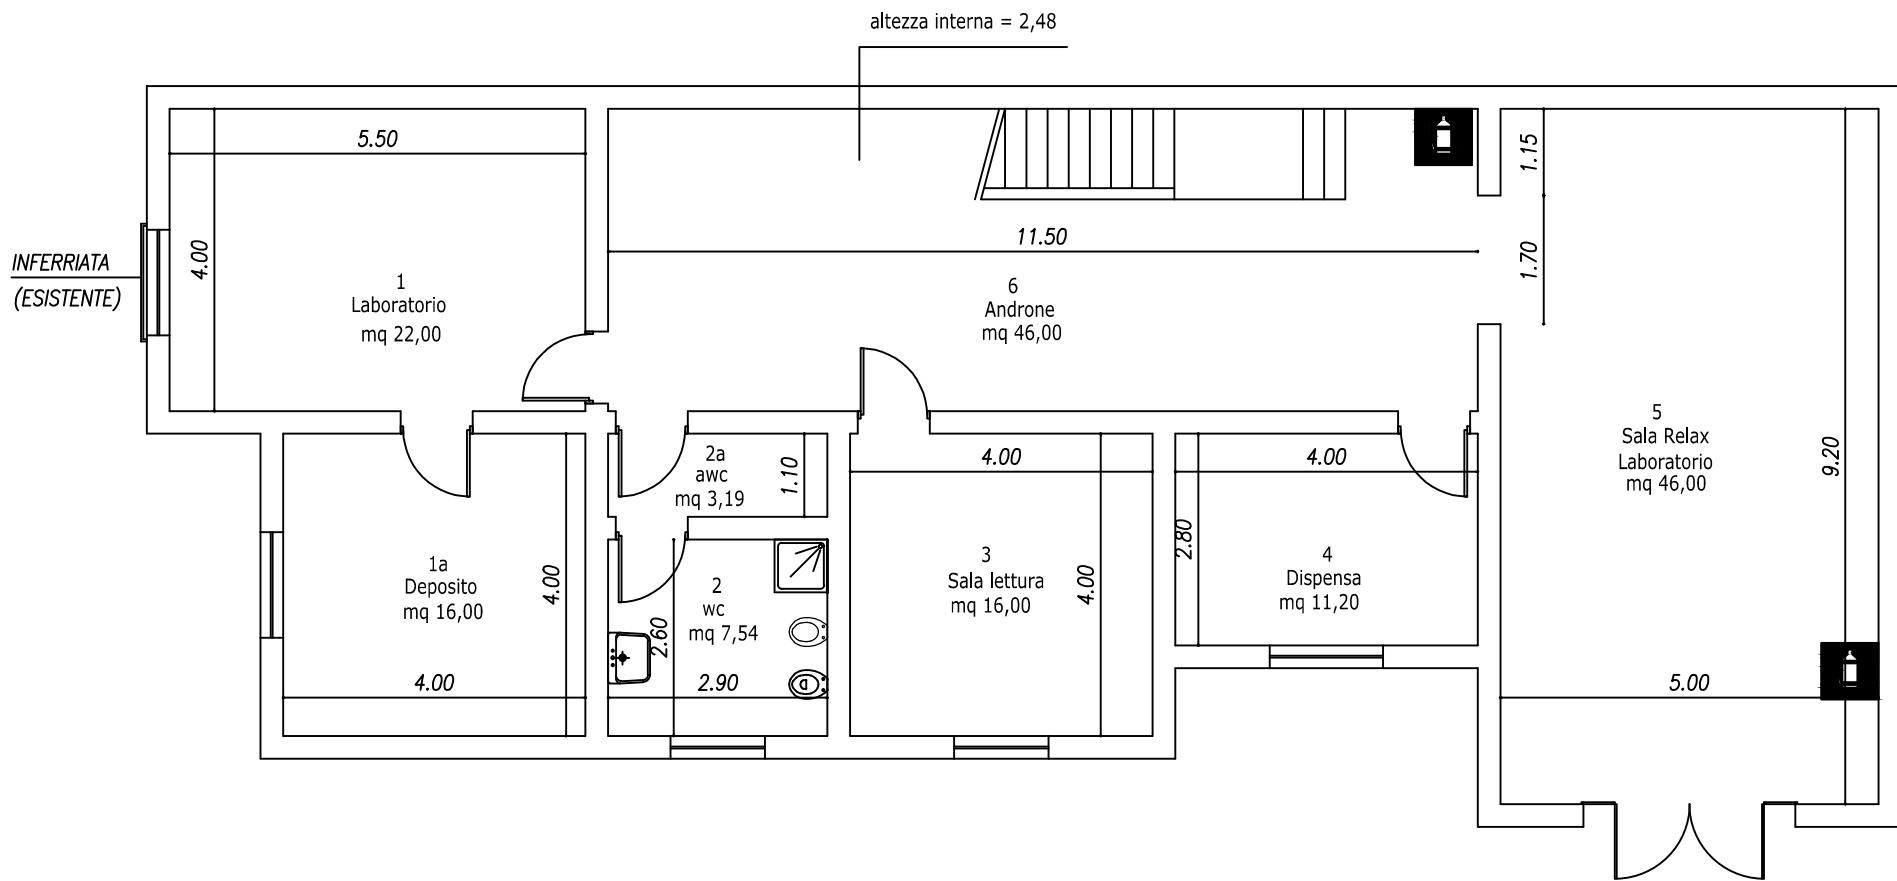 altezza interna = 2,48
5.50
4.00
INFERRIATA
(ESISTENTE)
1
Laboratorio
mq 22,00
11.50
6
Androne
mq 46,00
1.15
1.70
5
Sala Relax
Laboratorio
mq 46,00
9.20
5.00
1a
Deposito
mq 16,00
4.00
4.00
2a
awc
mq 3,19
1.10
2
wc
mq 7,54
2.60
2.90
4.00
3
Sala lettura
mq 16,00
4.00
4.00
2.80
4
Dispensa
mq 11,20